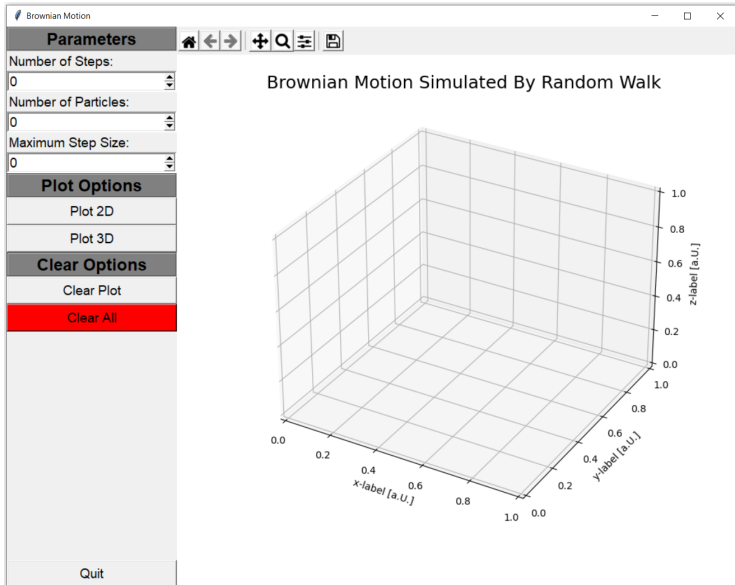 Brownian Motion
Parameters
Number of Steps:
0
Number of Particles:
0
Maximum Step Size:
0
Plot Options
Plot 2D
Plot 3D
Clear Options
Clear Plot
Clear All
Quit
Brownian Motion Simulated By Random Walk
1.0
0.8
0.6
0.4
0.2
0.0
z-label [a.U.]
0.0
0.2
0.4
0.6
0.8
1.0
x-label [a.U.]
0.0
0.2
0.4
0.6
0.8
1.0
y-label [a.U.]